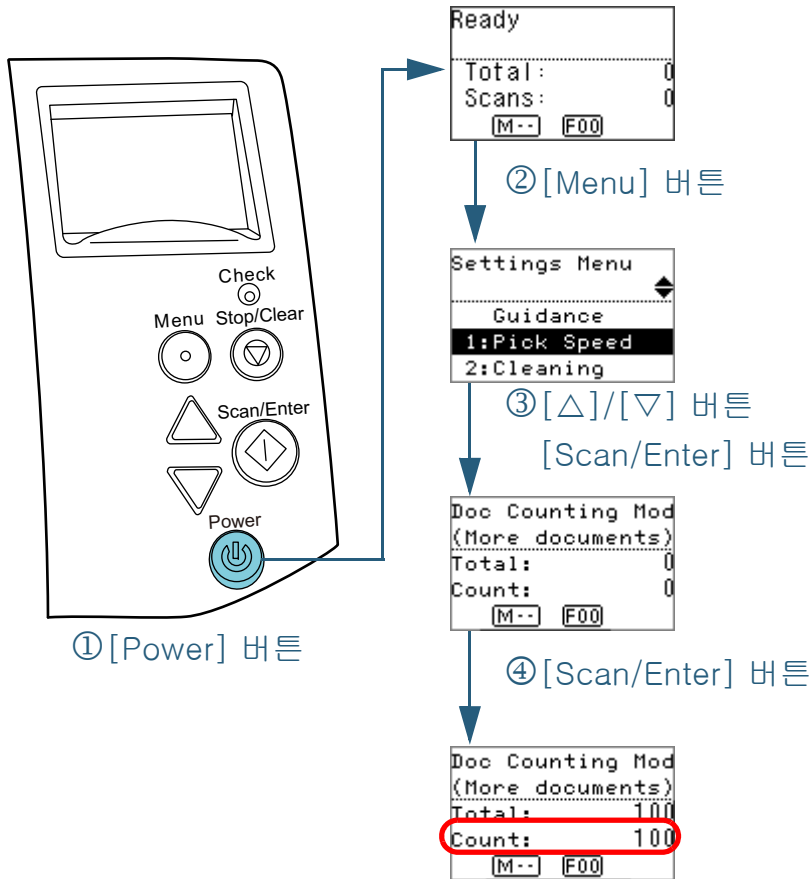 Ready
Total: 0
Scans: 0
M-- F00
②[Menu] 버튼
Settings Menu
Guidance
1:Pick Speed
2:Cleaning
③[△]/[▽] 버튼
[Scan/Enter] 버튼
Doc Counting Mod
(More documents)
Total: 0
Count: 0
M-- F00
④[Scan/Enter] 버튼
Doc Counting Mod
(More documents)
Total: 100
Count: 100
M-- F00
Check
Menu Stop/Clear
Scan/Enter
Power
①[Power] 버튼